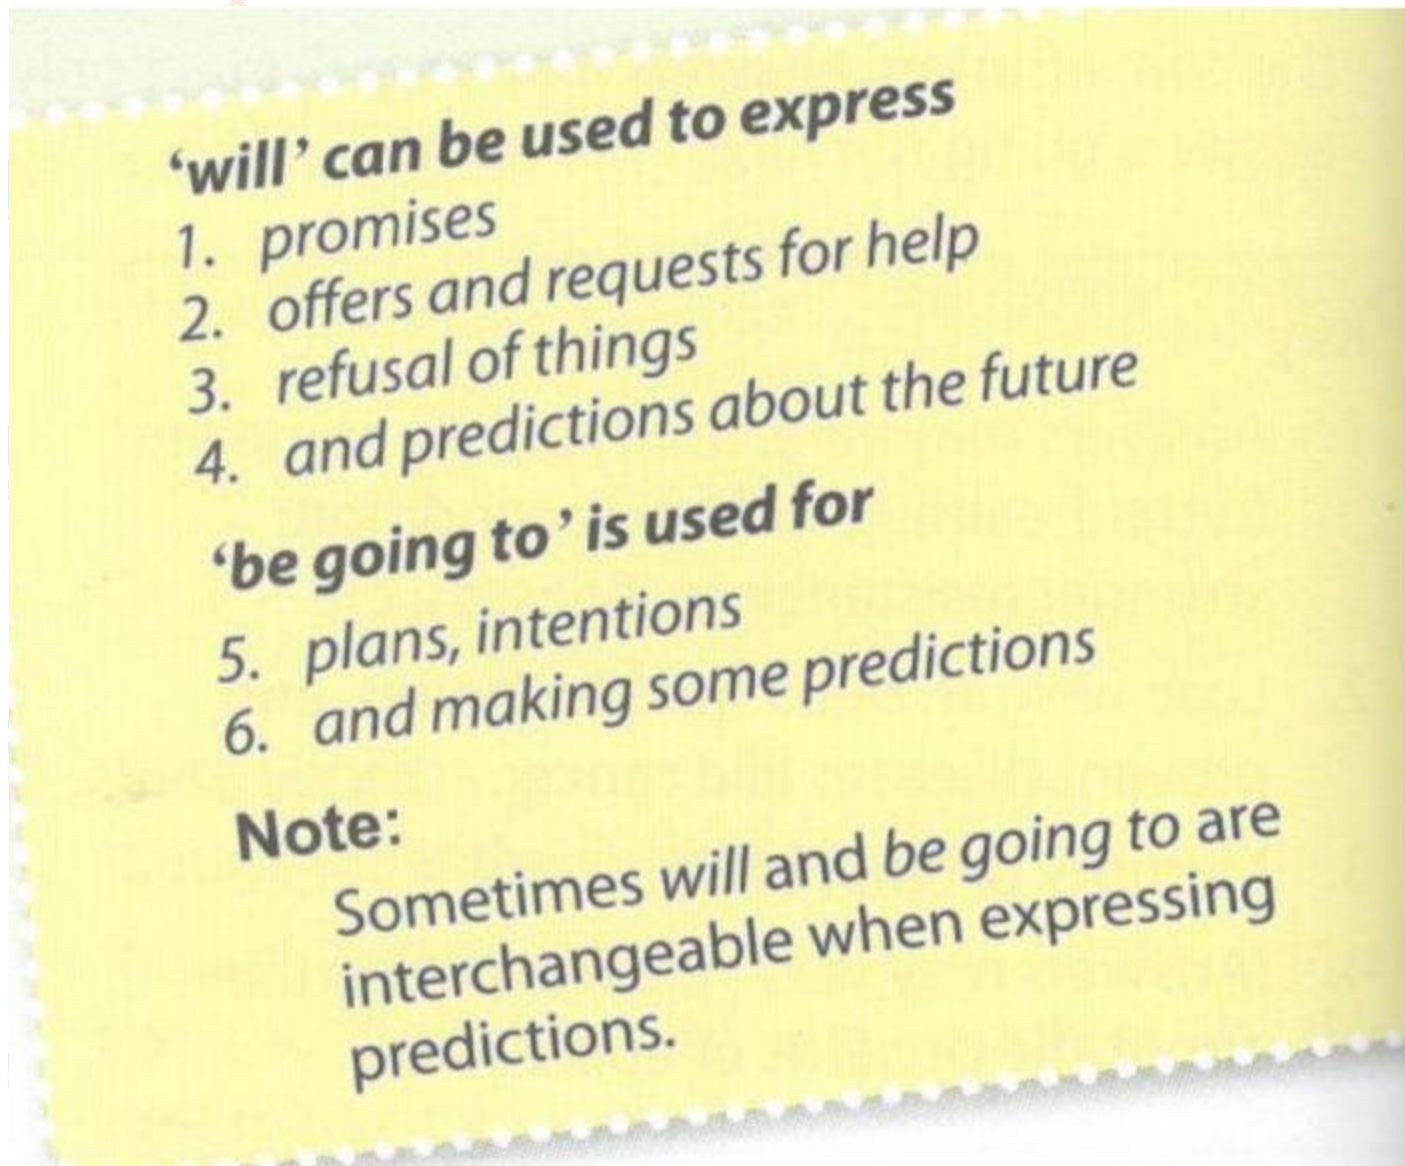 ‘will’ can be used to express
1. promises
2. offers and requests for help
3. refusal of things
4. and predictions about the future
‘be going to’ is used for
5. plans, intentions
6. and making some predictions
Note:
Sometimes will and be going to are
interchangeable when expressing
predictions.